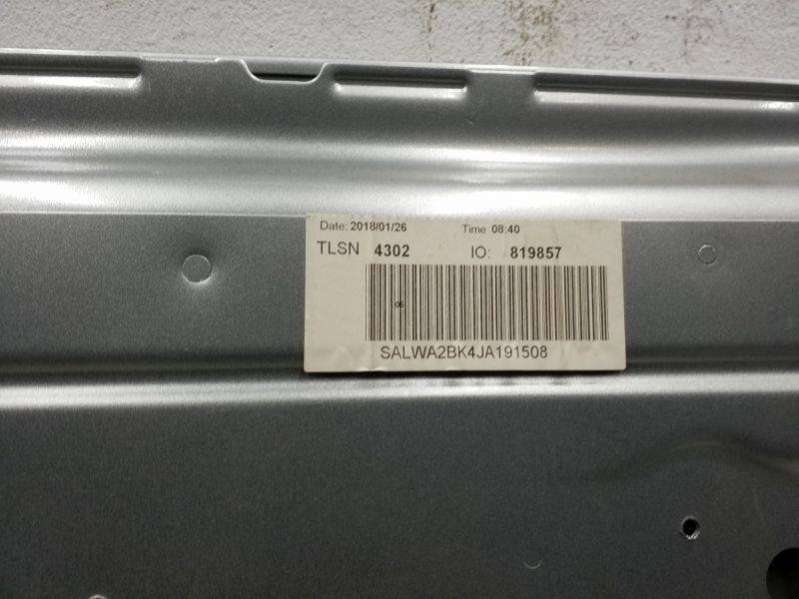 Date: 2018/01/26 Time 08:40
TLSN 4302 IO: 819857
SALWA2BK4JA191508